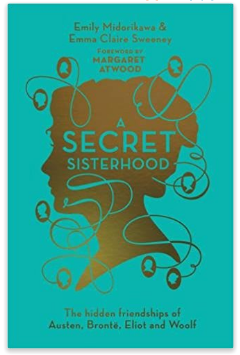 Emily Midorikawa &
Emma Claire Sweeney
FOREWORD BY
MARGARET
ATWOOD
A
SECRET
SISTERHOOD
The hidden friendships of
Austen, Brontë, Eliot and Woolf